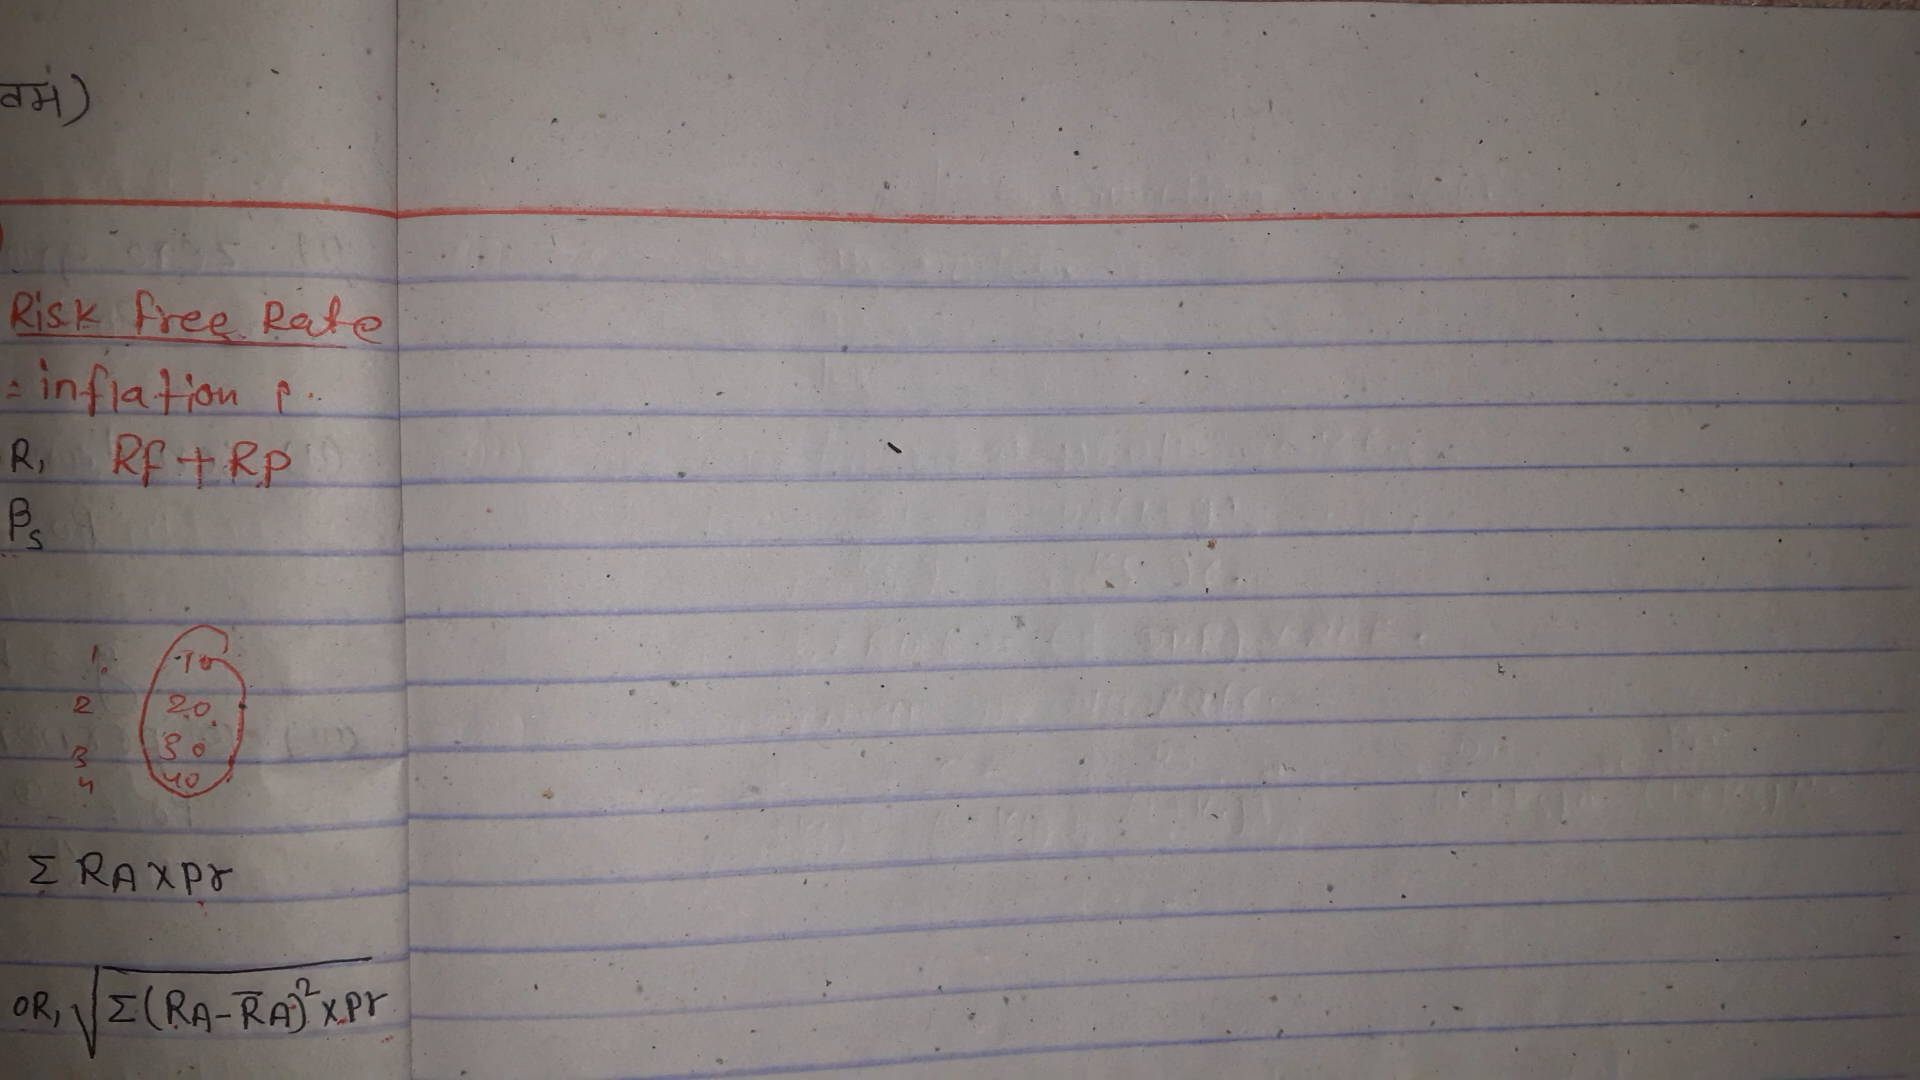 वम)
Risk free Rate
= inflation p..
R, Rf + Rp
βs
1. 10
2 20
3 30
4 40
Σ RA x Pr
OR, √Σ(RA-R̅A)² x Pr